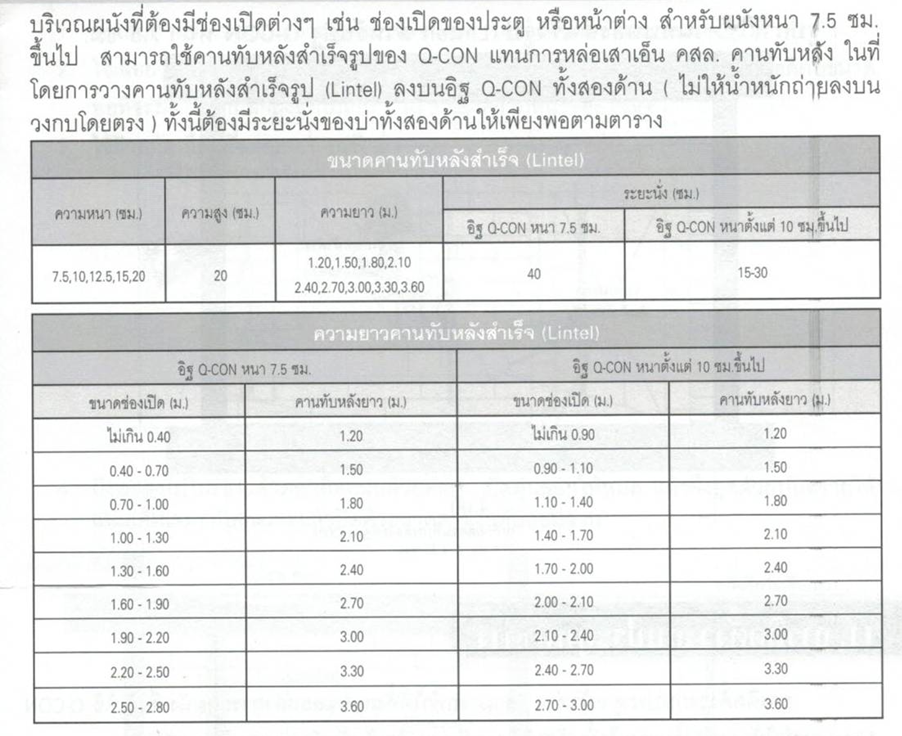 บริเวณผนังที่ต้องมีช่องเปิดต่างๆ เช่น ช่องเปิดของประตู หรือหน้าต่าง สำหรับผนังหนา 7.5 ซม.
ขึ้นไป สามารถใช้คานทับหลังสำเร็จรูปของ Q-CON แทนการหล่อเสาเอ็น คสล. คานทับหลัง ในที่
โดยการวางคานทับหลังสำเร็จรูป (Lintel) ลงบนอิฐ Q-CON ทั้งสองด้าน ( ไม่ให้น้ำหนักถ่ายลงบน
วงกบโดยตรง ) ทั้งนี้ต้องมีระยะนั่งของบ่าทั้งสองด้านให้เพียงพอตามตาราง
ขนาดคานทับหลังสำเร็จ (Lintel)
ความหนา (ซม.) ความสูง (ซม.) ความยาว (ม.) ระยะนั่ง (ซม.)
อิฐ Q-CON หนา 7.5 ซม. อิฐ Q-CON หนาตั้งแต่ 10 ซม.ขึ้นไป
7.5,10,12.5,15,20 20 1.20,1.50,1.80,2.10 40 15-30
2.40,2.70,3.00,3.30,3.60
ความยาวคานทับหลังสำเร็จ (Lintel)
อิฐ Q-CON หนา 7.5 ซม. อิฐ Q-CON หนาตั้งแต่ 10 ซม.ขึ้นไป
ขนาดช่องเปิด (ม.) คานทับหลังยาว (ม.) ขนาดช่องเปิด (ม.) คานทับหลังยาว (ม.)
ไม่เกิน 0.40 1.20 ไม่เกิน 0.90 1.20
0.40 - 0.70 1.50 0.90 - 1.10 1.50
0.70 - 1.00 1.80 1.10 - 1.40 1.80
1.00 - 1.30 2.10 1.40 - 1.70 2.10
1.30 - 1.60 2.40 1.70 - 2.00 2.40
1.60 - 1.90 2.70 2.00 - 2.10 2.70
1.90 - 2.20 3.00 2.10 - 2.40 3.00
2.20 - 2.50 3.30 2.40 - 2.70 3.30
2.50 - 2.80 3.60 2.70 - 3.00 3.60